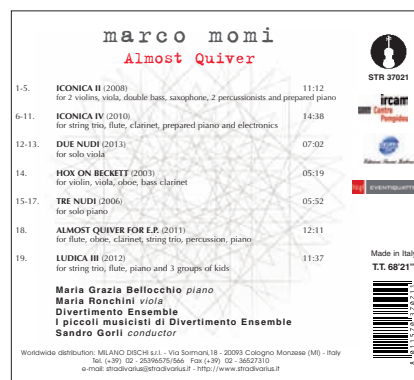 marco momi
Almost Quiver
STR 37021
1-5. ICONICA II (2008) 11:12
for 2 violins, viola, double bass, saxophone, 2 percussionists and prepared piano
6-11. ICONICA IV (2010) 14:38
for string trio, flute, clarinet, prepared piano and electronics
12-13. DUE NUDI (2013) 07:02
for solo viola
14. HOX ON BECKETT (2003) 05:19
for violin, viola, oboe, bass clarinet
15-17. TRE NUDI (2006) 05:52
for solo piano
18. ALMOST QUIVER FOR E.P. (2011) 12:11
for flute, oboe, clarinet, string trio, percussion, piano
19. LUDICA III (2012) 11:37
for string trio, flute, piano and 3 groups of kids
ircam
Centre
Pompidou
Maria Grazia Bellocchio piano
Maria Ronchini viola
Divertimento Ensemble
I piccoli musicisti di Divertimento Ensemble
Sandro Gorli conductor
Made in Italy
T.T. 68'21"
Worldwide distribution: MILANO DISCHI s.r.l. - Via Sormani,18 - 20093 Cologno Monzese (MI) - Italy
Tel. (+39) 02 - 25396575/566 Fax (+39) 02 - 36527310
e-mail: stradivarius@stradivarius.it - http://www.stradivarius.it